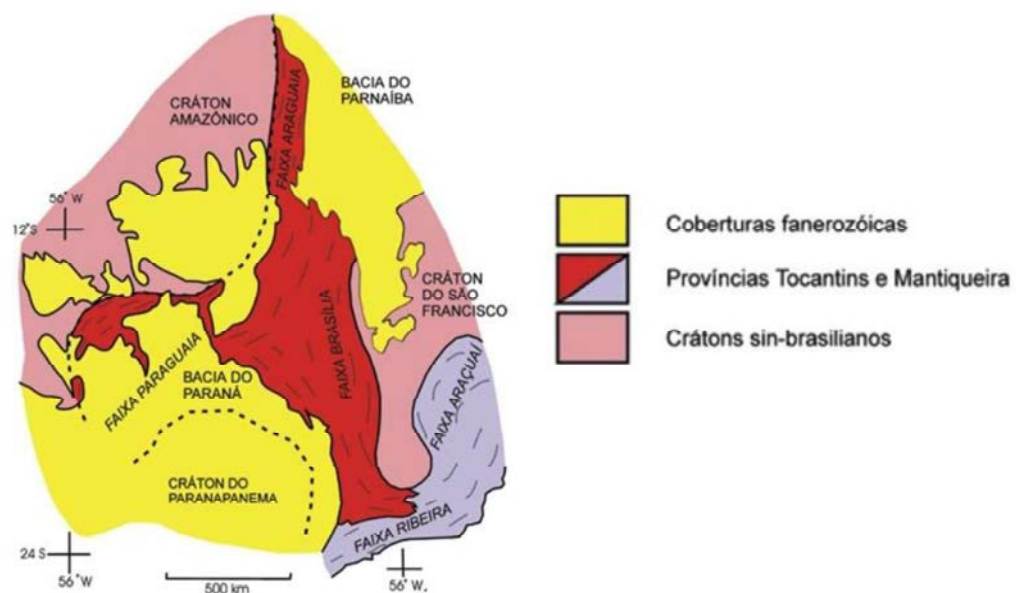 BACIA DO
PARNAÍBA
CRÁTON
AMAZÔNICO
FAIXA ARAGUAIA
56° W
12°S
CRÁTON
DO SÃO
FRANCISCO
FAIXA PARAGUAIA
BACIA DO
PARANÁ
FAIXA BRASÍLIA
FAIXA ARAÇUAÍ
CRÁTON DO
PARANAPANEMA
FAIXA RIBEIRA
24 S
56° W
500 km
56° W
Coberturas fanerozóicas
Províncias Tocantins e Mantiqueira
Crátons sin-brasilianos